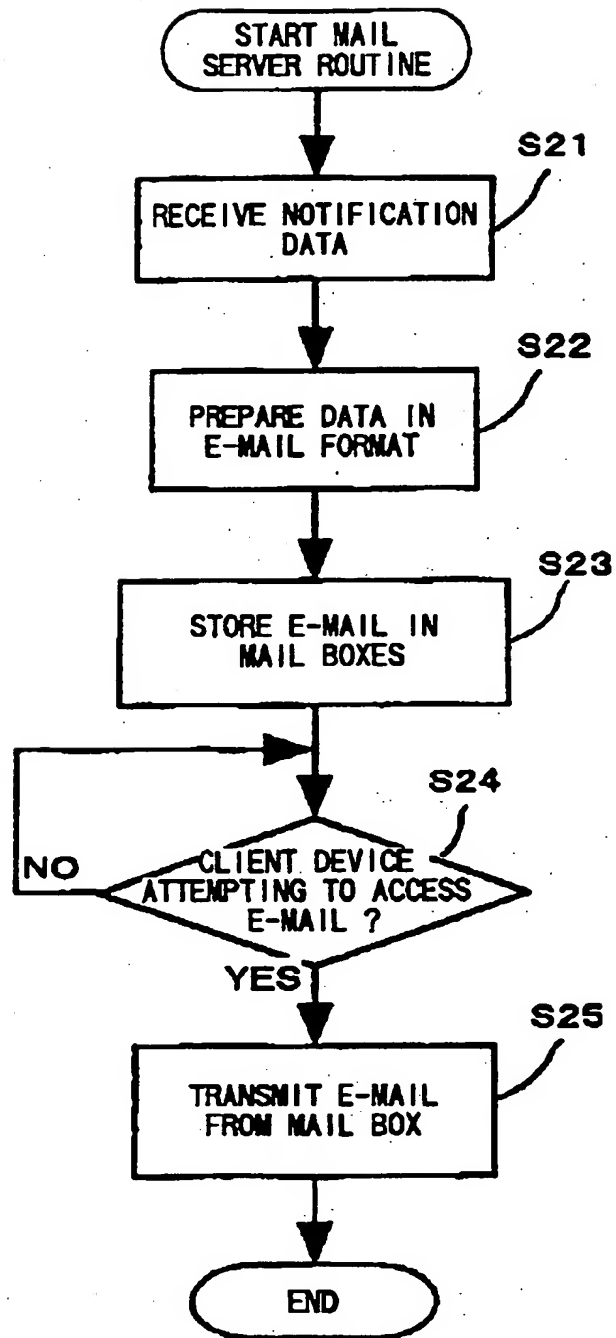 START MAIL
SERVER ROUTINE
S21
RECEIVE NOTIFICATION
DATA
S22
PREPARE DATA IN
E-MAIL FORMAT
S23
STORE E-MAIL IN
MAIL BOXES
S24
NO
CLIENT DEVICE
ATTEMPTING TO ACCESS
E-MAIL ?
YES
S25
TRANSMIT E-MAIL
FROM MAIL BOX
END